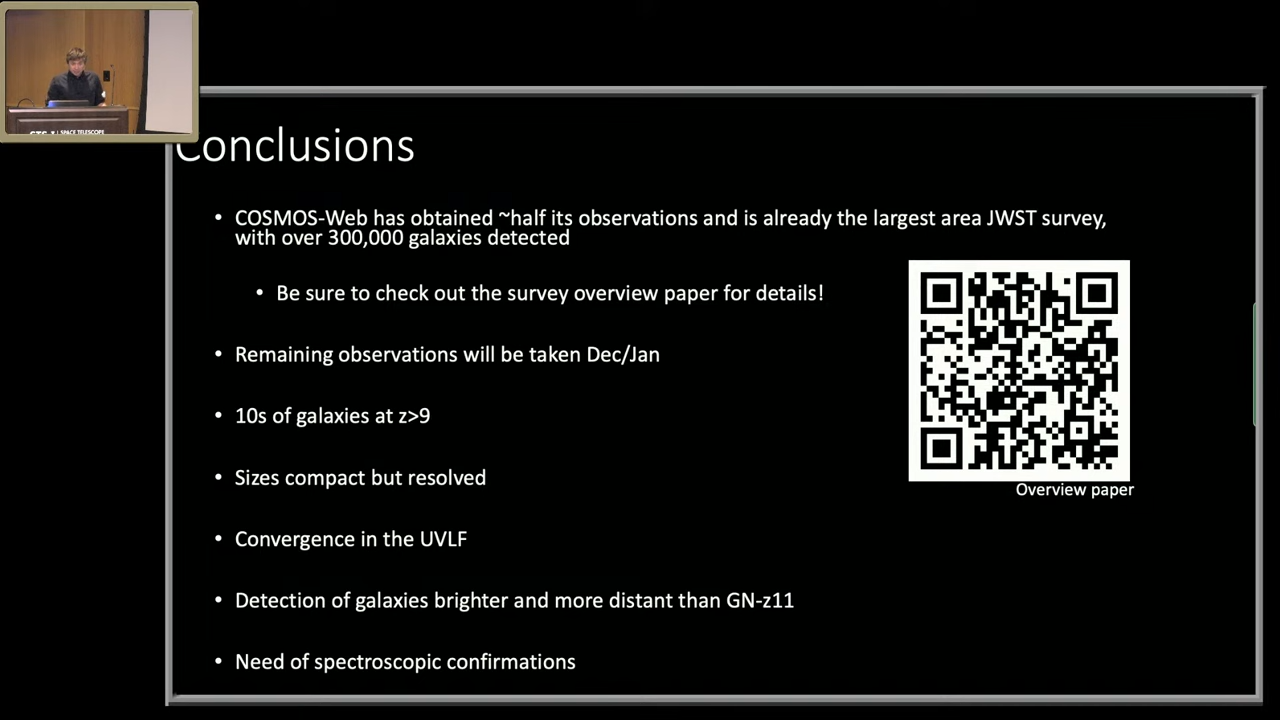 SPACE TELESCOPE
Conclusions
• COSMOS-Web has obtained ~half its observations and is already the largest area JWST survey,
with over 300,000 galaxies detected
• Be sure to check out the survey overview paper for details!
• Remaining observations will be taken Dec/Jan
• 10s of galaxies at z>9
• Sizes compact but resolved
Overview paper
• Convergence in the UVLF
• Detection of galaxies brighter and more distant than GN-z11
• Need of spectroscopic confirmations